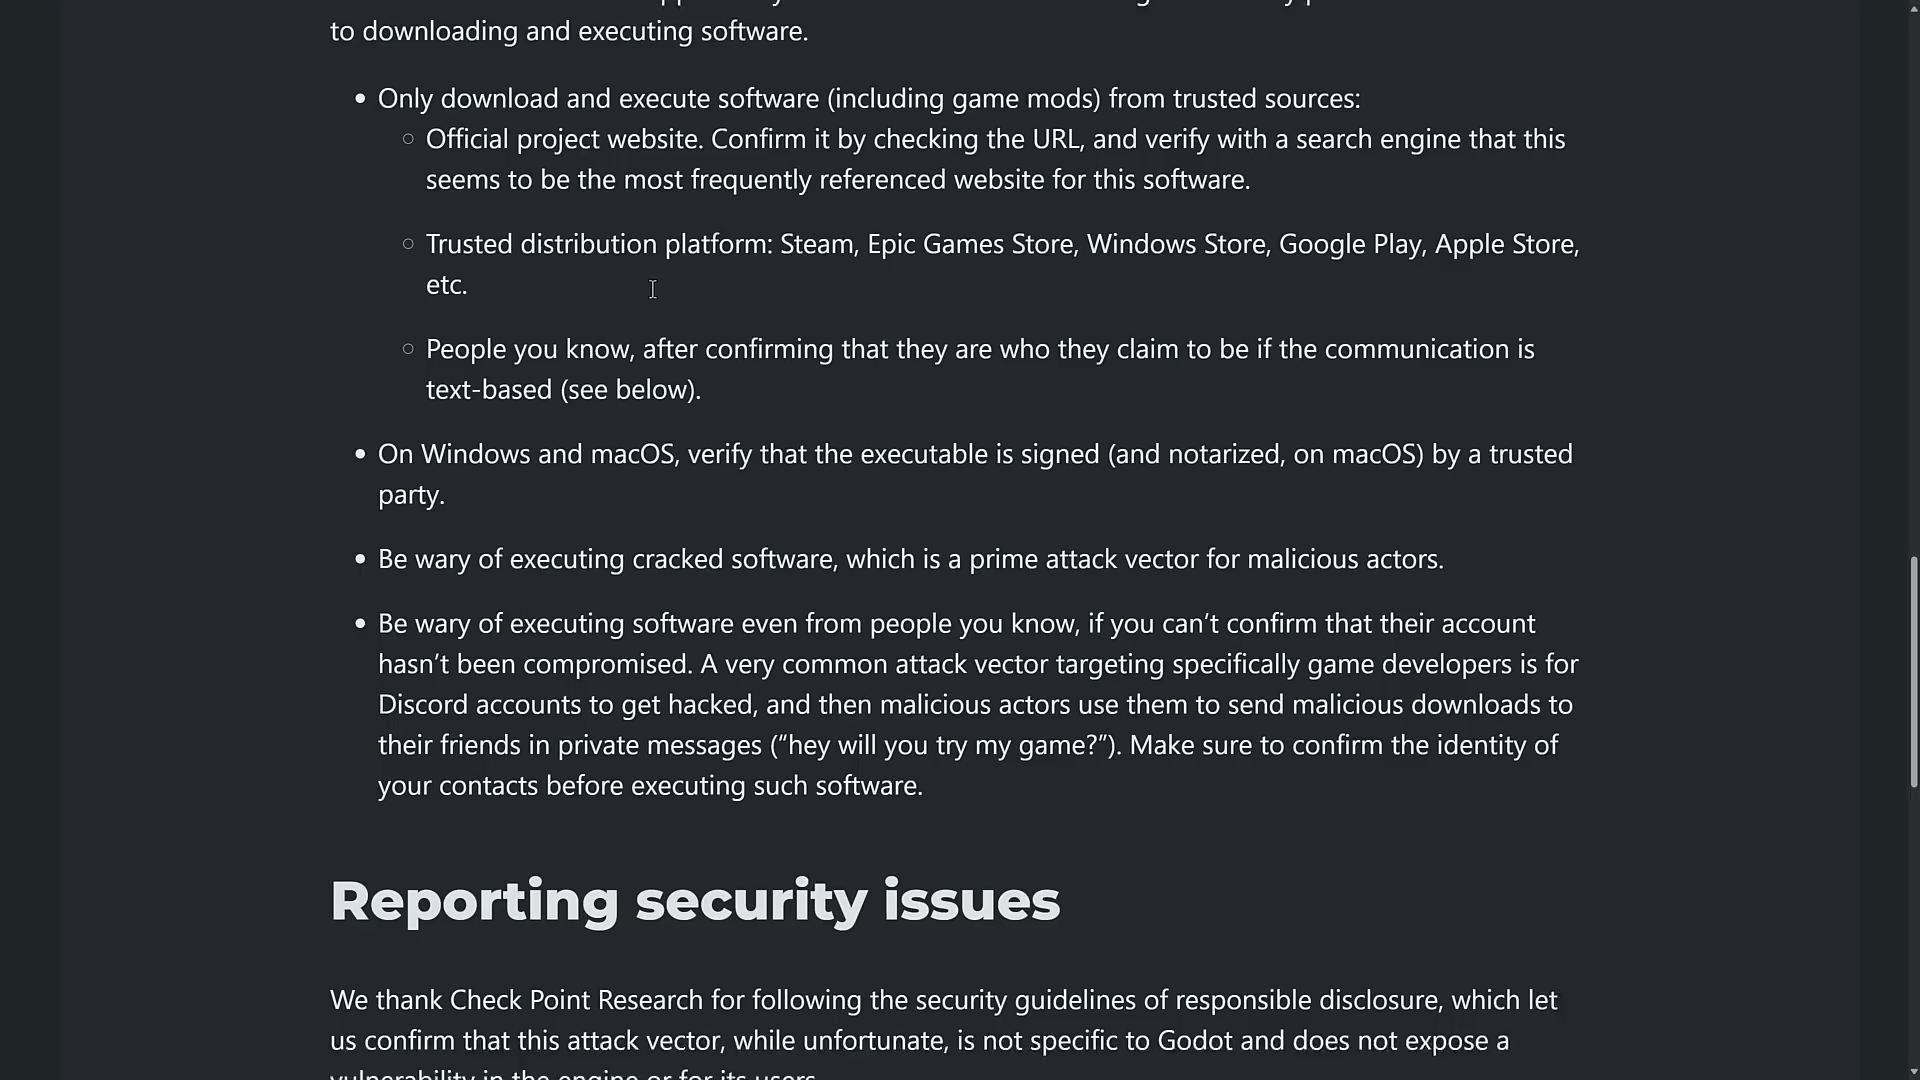 to downloading and executing software.
Only download and execute software (including game mods) from trusted sources:
Official project website. Confirm it by checking the URL, and verify with a search engine that this
seems to be the most frequently referenced website for this software.
Trusted distribution platform: Steam, Epic Games Store, Windows Store, Google Play, Apple Store,
etc.
People you know, after confirming that they are who they claim to be if the communication is
text-based (see below).
On Windows and macOS, verify that the executable is signed (and notarized, on macOS) by a trusted
party.
Be wary of executing cracked software, which is a prime attack vector for malicious actors.
Be wary of executing software even from people you know, if you can’t confirm that their account
hasn’t been compromised. A very common attack vector targeting specifically game developers is for
Discord accounts to get hacked, and then malicious actors use them to send malicious downloads to
their friends in private messages (“hey will you try my game?”). Make sure to confirm the identity of
your contacts before executing such software.
Reporting security issues
We thank Check Point Research for following the security guidelines of responsible disclosure, which let
us confirm that this attack vector, while unfortunate, is not specific to Godot and does not expose a
vulnerability in the engine or for its users.